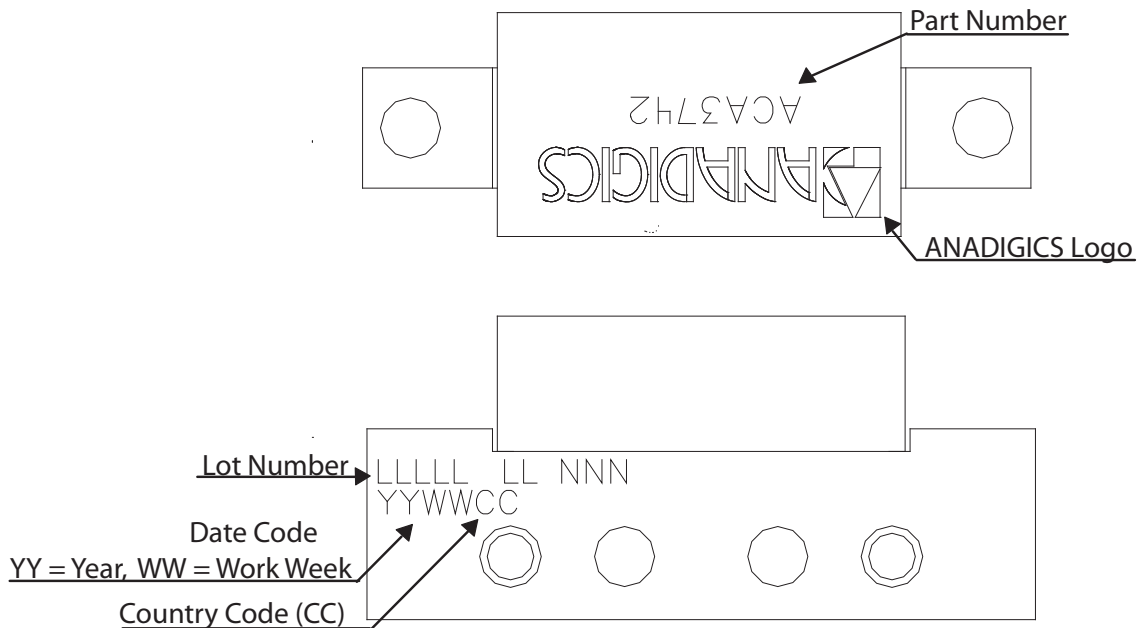 Part Number
ACA3742
ANADIGICS
ANADIGICS Logo
Lot Number
LLLLL LL NNN
YYWWCC
Date Code
YY = Year, WW = Work Week
Country Code (CC)